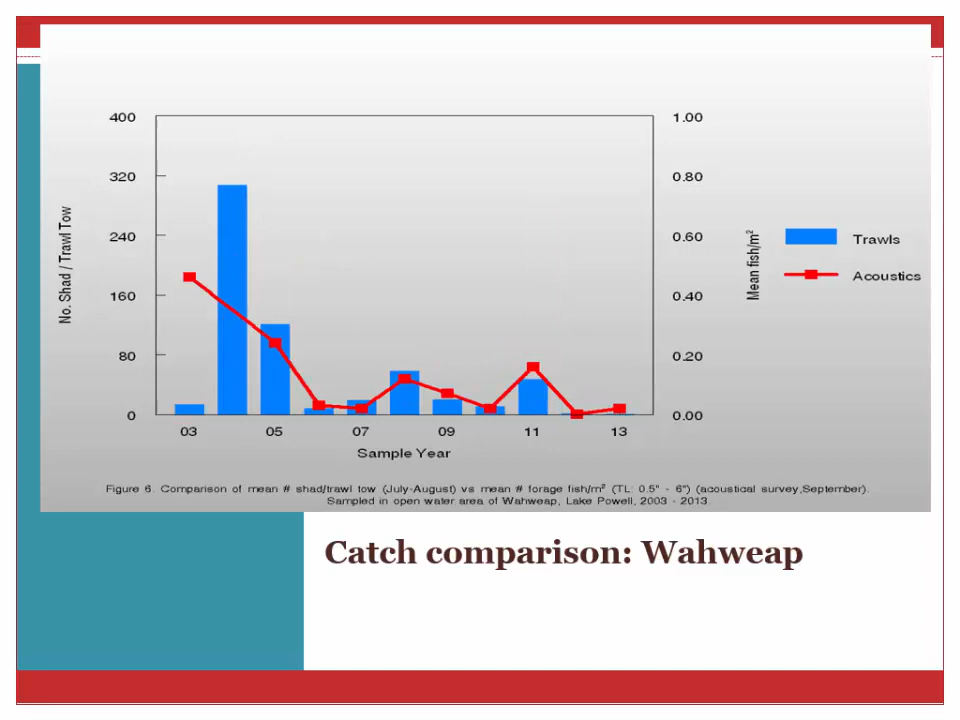 400
320
240
160
80
0
No. Shad / Trawl Tow
1.00
0.80
0.60
0.40
0.20
0.00
Mean fish/m²
03 05 07 09 11 13
Sample Year
Trawls
Acoustics
Figure 6. Comparison of mean # shad/trawl tow (July-August) vs mean # forage fish/m² (TL: 0.5" - 6") (acoustical survey,September).
Sampled in open water area of Wahweap, Lake Powell, 2003 - 2013.
Catch comparison: Wahweap